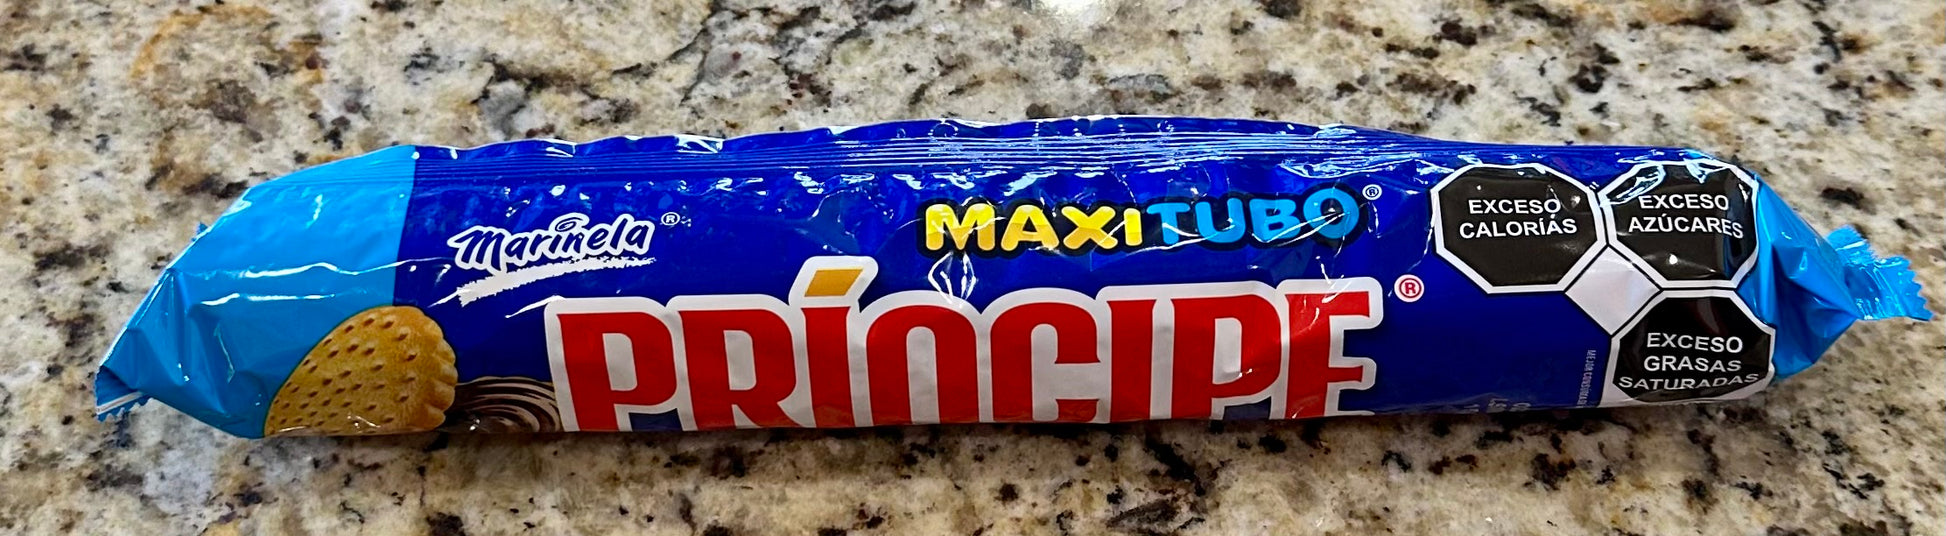 Marinela®
MAXITUBO®
PRÍNCIPE®
EXCESO
CALORÍAS
EXCESO
AZÚCARES
EXCESO
GRASAS
SATURADAS